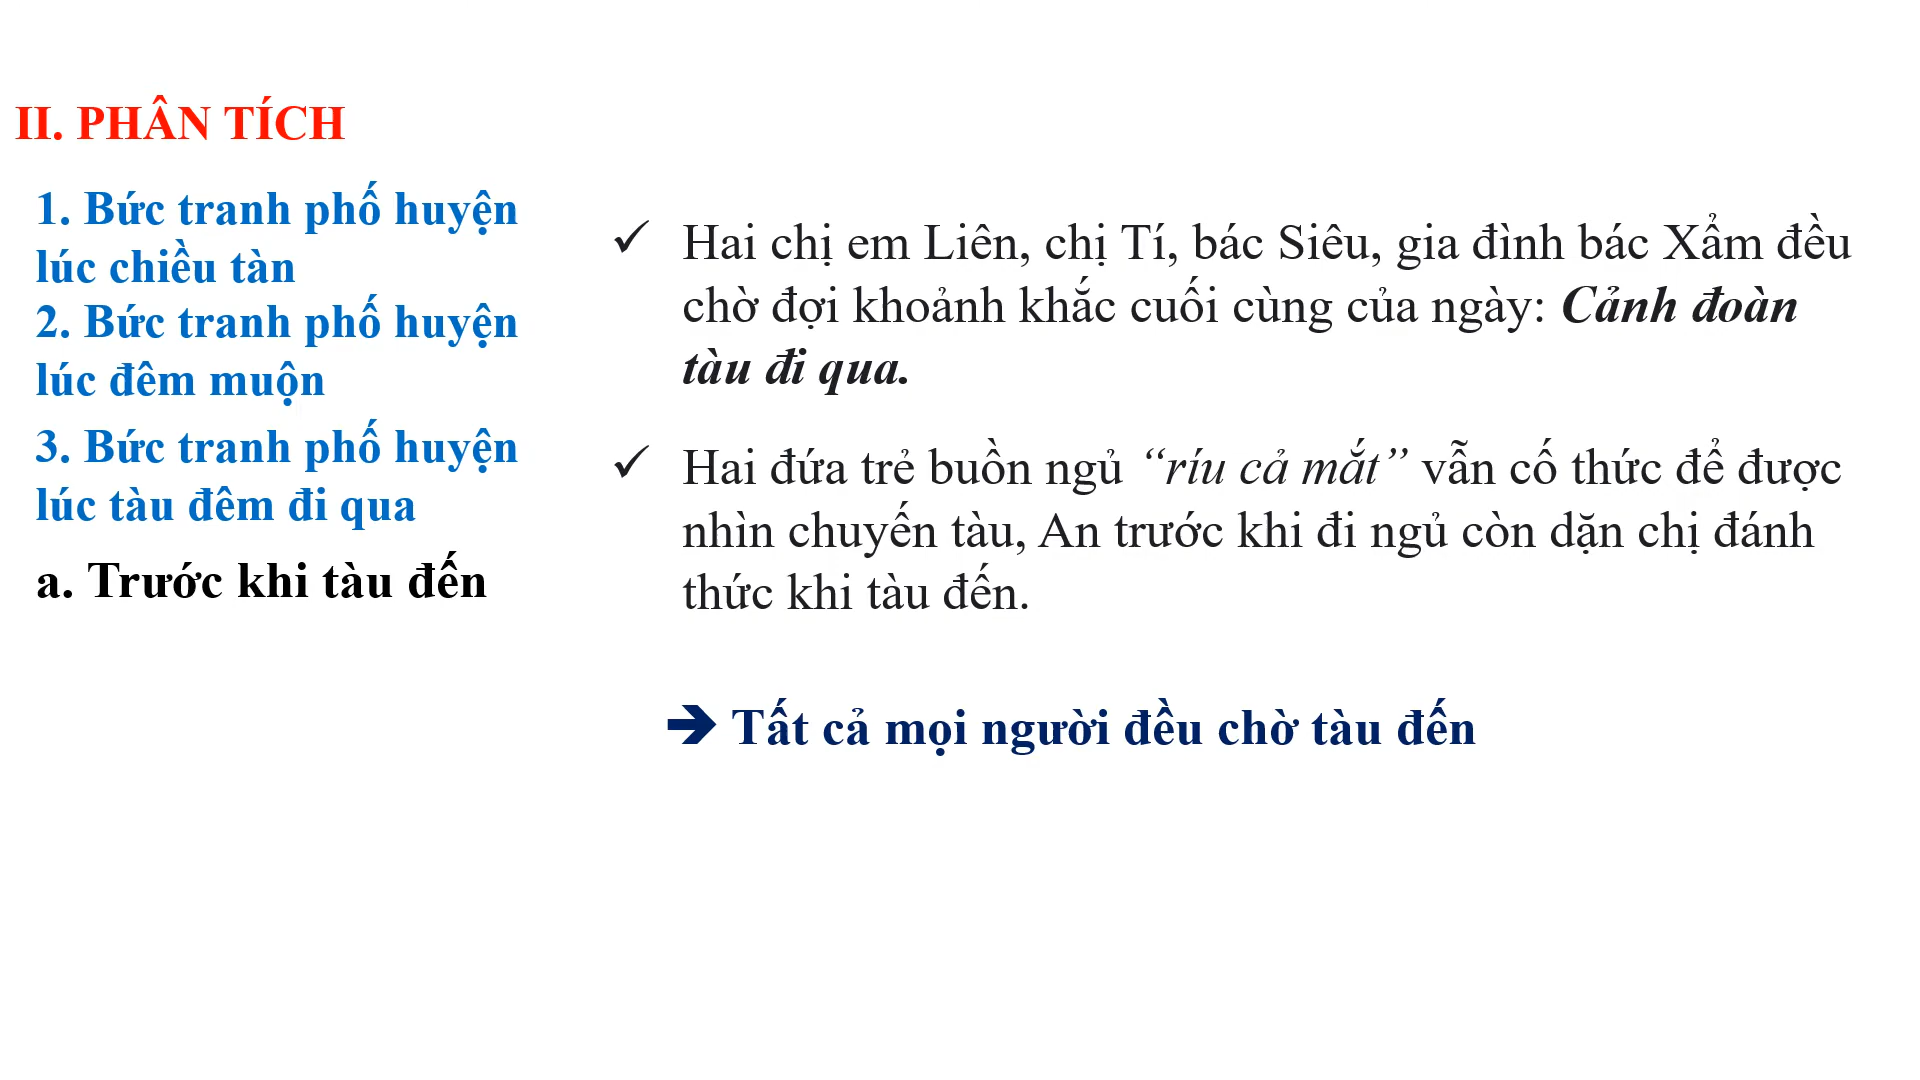 II. PHÂN TÍCH
1. Bức tranh phố huyện
lúc chiều tàn
2. Bức tranh phố huyện
lúc đêm muộn
3. Bức tranh phố huyện
lúc tàu đêm đi qua
a. Trước khi tàu đến
✓ Hai chị em Liên, chị Tí, bác Siêu, gia đình bác Xẩm đều
chờ đợi khoảnh khắc cuối cùng của ngày: Cảnh đoàn
tàu đi qua.
✓ Hai đứa trẻ buồn ngủ “ríu cả mắt” vẫn cố thức để được
nhìn chuyến tàu, An trước khi đi ngủ còn dặn chị đánh
thức khi tàu đến.
➔ Tất cả mọi người đều chờ tàu đến